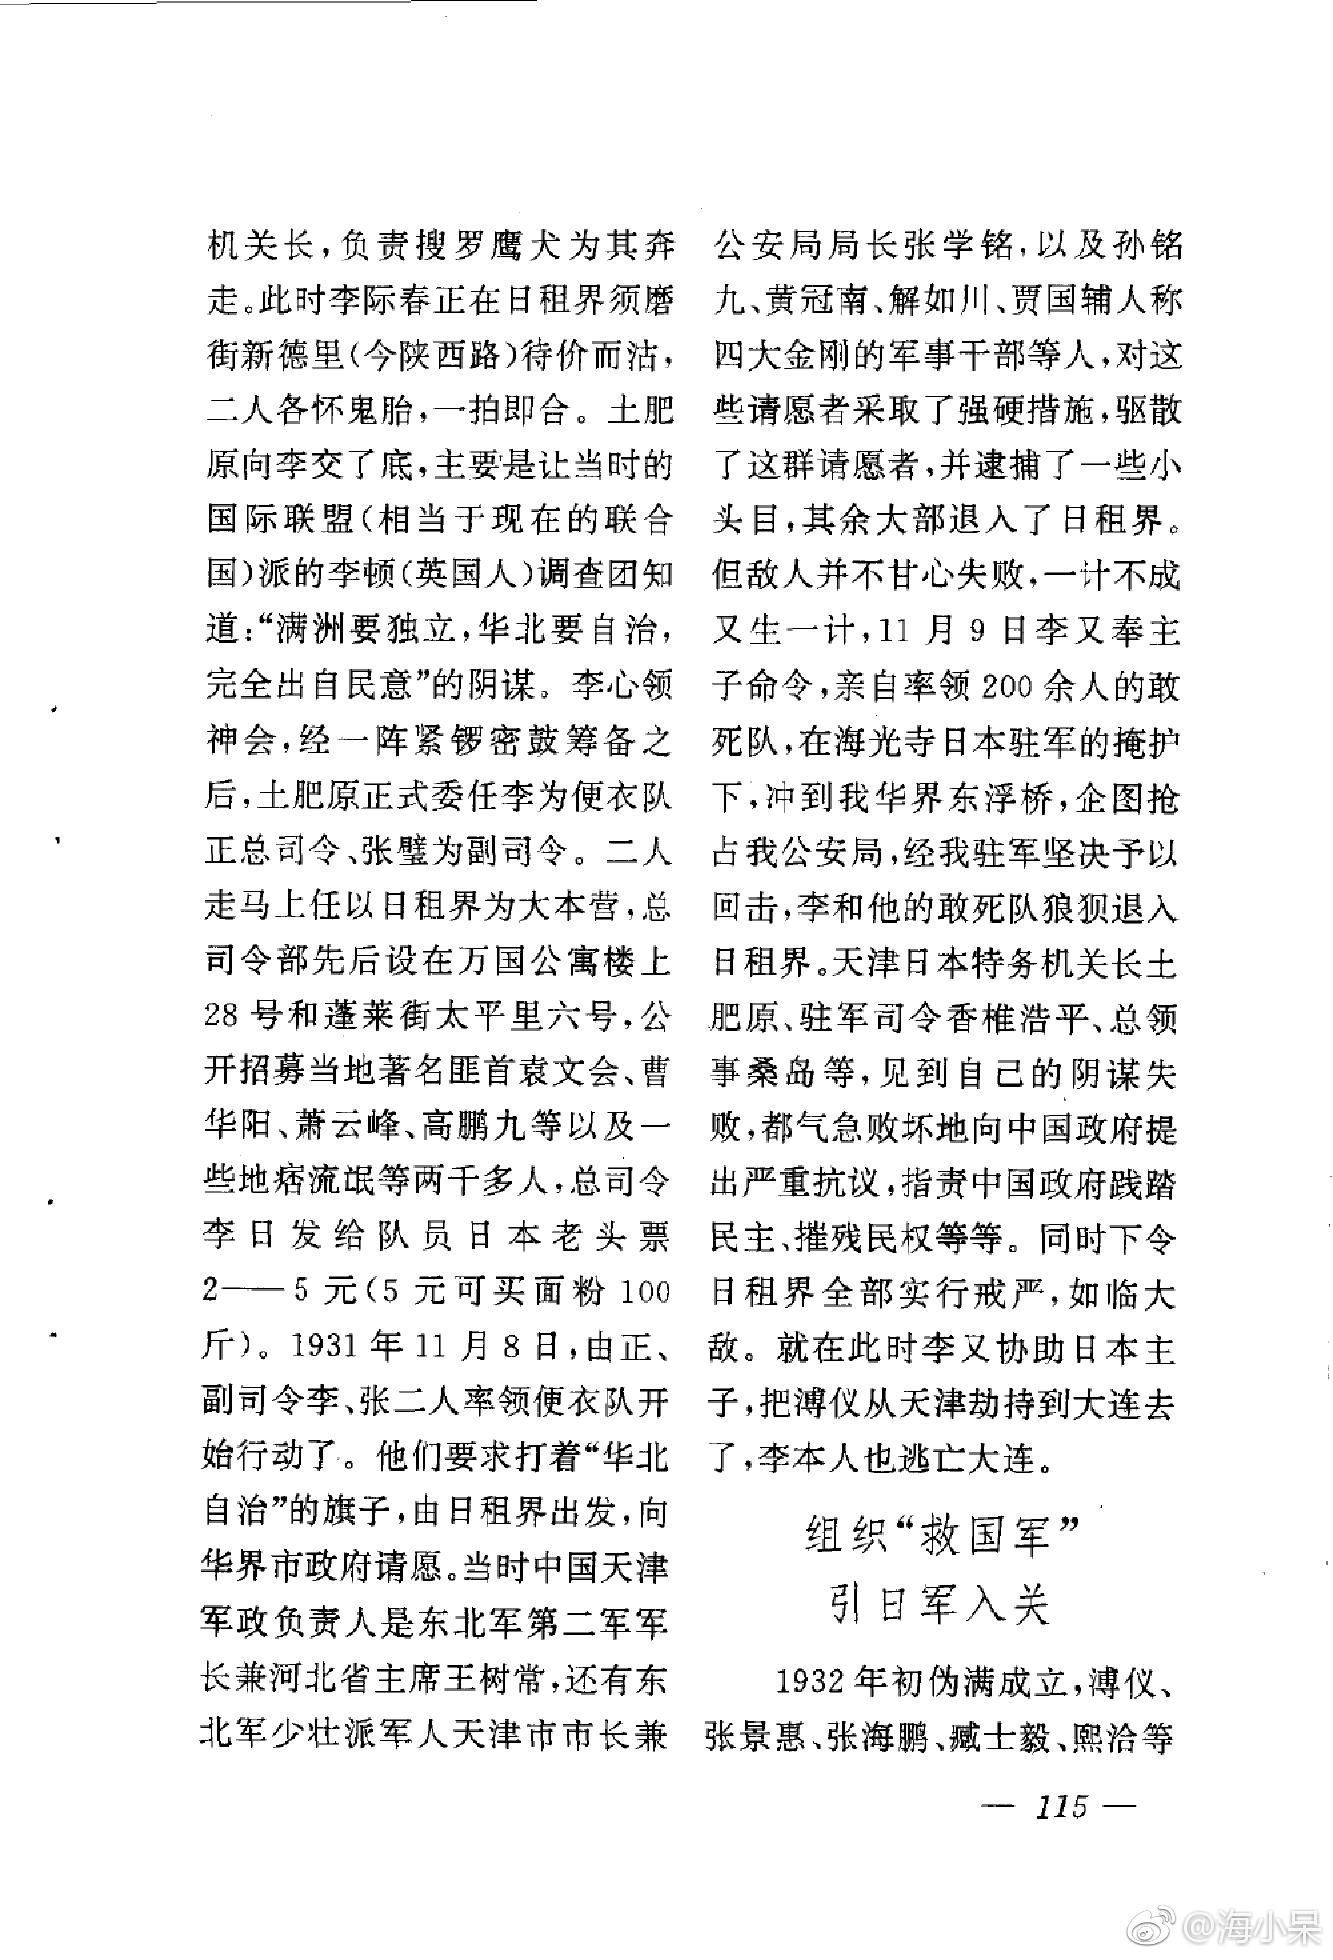 机关长，负责搜罗鹰犬为其奔
走。此时李际春正在日租界须磨
街新德里(今陕西路)待价而沽，
二人各怀鬼胎，一拍即合。土肥
原向李交了底，主要是让当时的
国际联盟(相当于现在的联合
国)派的李顿(英国人)调查团知
道：“满洲要独立，华北要自治，
完全出自民意”的阴谋。李心领
神会，经一阵紧锣密鼓筹备之
后，土肥原正式委任李为便衣队
正总司令、张璧为副司令。二人
走马上任以日租界为大本营，总
司令部先后设在万国公寓楼上
28号和蓬莱街太平里六号，公
开招募当地著名匪首袁文会、曹
华阳、萧云峰、高鹏九等以及一
些地痞流氓等两千多人，总司令
李日发给队员日本老头票
2——5元(5元可买面粉100
斤)。1931年11月8日，由正、
副司令李、张二人率领便衣队开
始行动了。他们要求打着“华北
自治”的旗子，由日租界出发，向
华界市政府请愿。当时中国天津
军政负责人是东北军第二军军
长兼河北省主席王树常，还有东
北军少壮派军人天津市市长兼
公安局局长张学铭，以及孙铭
九、黄冠南、解如川、贾国辅人称
四大金刚的军事干部等人，对这
些请愿者采取了强硬措施，驱散
了这群请愿者，并逮捕了一些小
头目，其余大部退入了日租界。
但敌人并不甘心失败，一计不成
又生一计，11月9日李又奉主
子命令，亲自率领200余人的敢
死队，在海光寺日本驻军的掩护
下，冲到我华界东浮桥，企图抢
占我公安局，经我驻军坚决予以
回击，李和他的敢死队狼狈退入
日租界。天津日本特务机关长土
肥原、驻军司令香椎浩平、总领
事桑岛等，见到自己的阴谋失
败，都气急败坏地向中国政府提
出严重抗议，指责中国政府践踏
民主、摧残民权等等。同时下令
日租界全部实行戒严，如临大
敌。就在此时李又协助日本主
子，把溥仪从天津劫持到大连去
了，李本人也逃亡大连。
组织“救国军”
引日军入关
1932年初伪满成立，溥仪、
张景惠、张海鹏、臧士毅、熙洽等
— 115 —
@海小呆